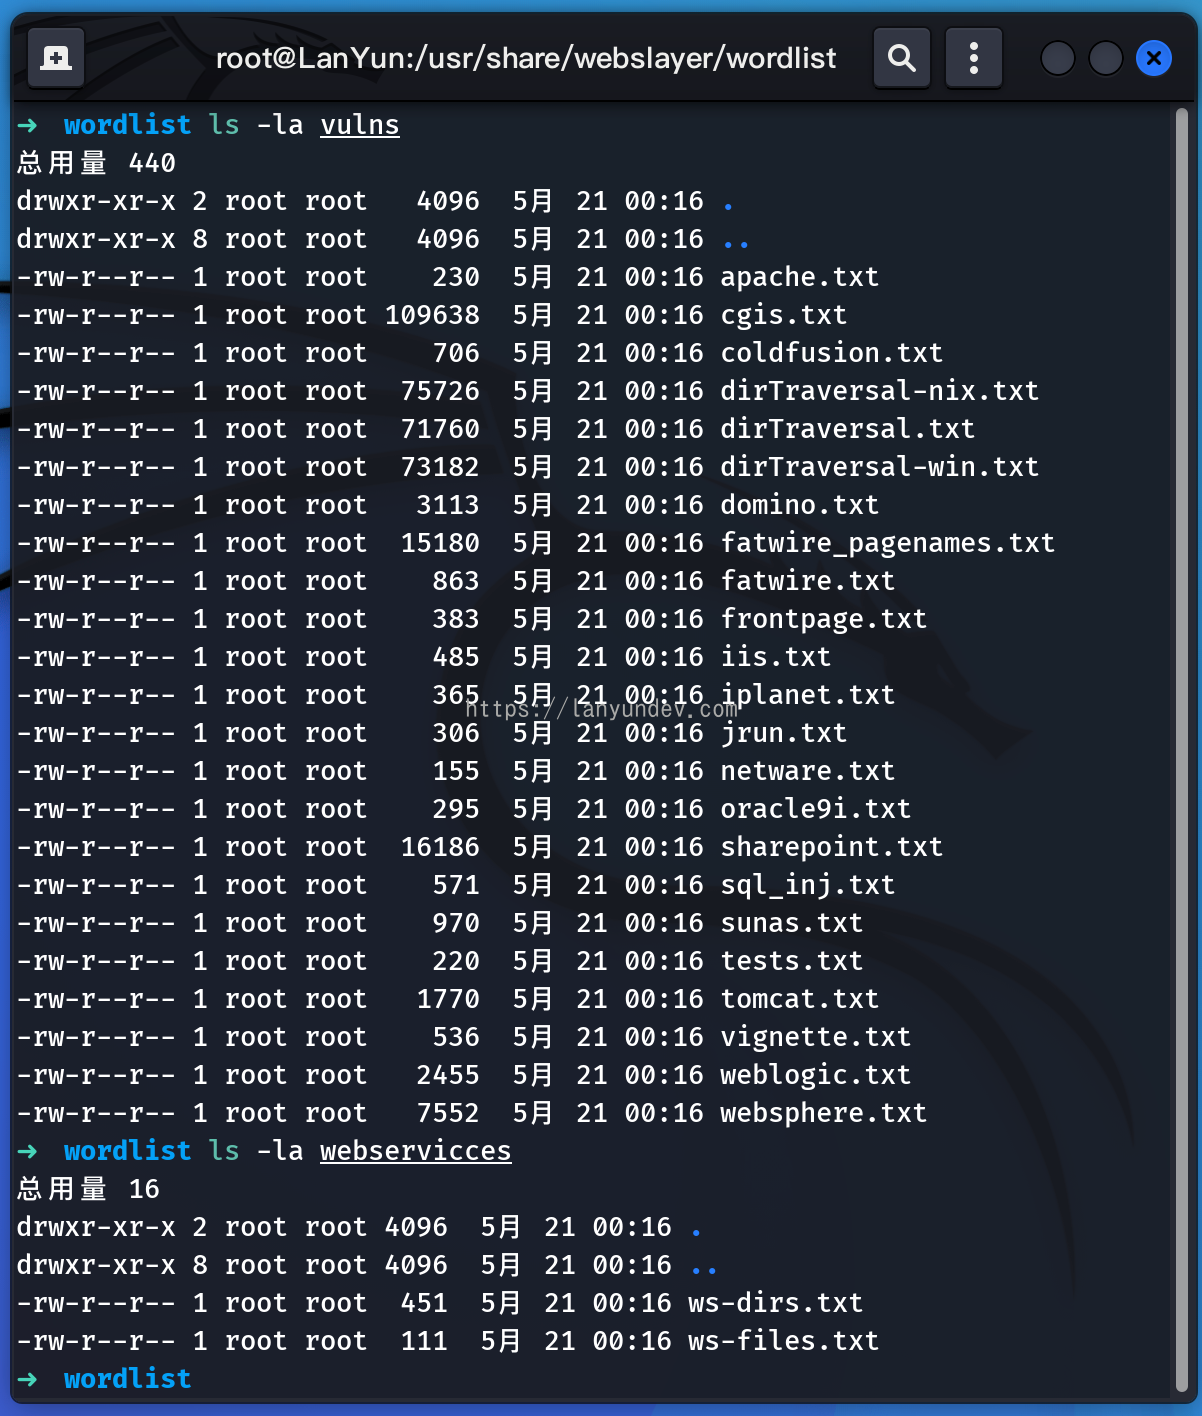 root@LanYun:/usr/share/webslayer/wordlist
➜  wordlist ls -la vulns
总用量 440
drwxr-xr-x 2 root root   4096  5月 21 00:16 .
drwxr-xr-x 8 root root   4096  5月 21 00:16 ..
-rw-r--r-- 1 root root    230  5月 21 00:16 apache.txt
-rw-r--r-- 1 root root 109638  5月 21 00:16 cgis.txt
-rw-r--r-- 1 root root    706  5月 21 00:16 coldfusion.txt
-rw-r--r-- 1 root root  75726  5月 21 00:16 dirTraversal-nix.txt
-rw-r--r-- 1 root root  71760  5月 21 00:16 dirTraversal.txt
-rw-r--r-- 1 root root  73182  5月 21 00:16 dirTraversal-win.txt
-rw-r--r-- 1 root root   3113  5月 21 00:16 domino.txt
-rw-r--r-- 1 root root  15180  5月 21 00:16 fatwire_pagenames.txt
-rw-r--r-- 1 root root    863  5月 21 00:16 fatwire.txt
-rw-r--r-- 1 root root    383  5月 21 00:16 frontpage.txt
-rw-r--r-- 1 root root    485  5月 21 00:16 iis.txt
-rw-r--r-- 1 root root    365  5月 21 00:16 iplanet.txt
https://lanyundev.com
-rw-r--r-- 1 root root    306  5月 21 00:16 jrun.txt
-rw-r--r-- 1 root root    155  5月 21 00:16 netware.txt
-rw-r--r-- 1 root root    295  5月 21 00:16 oracle9i.txt
-rw-r--r-- 1 root root  16186  5月 21 00:16 sharepoint.txt
-rw-r--r-- 1 root root    571  5月 21 00:16 sql_inj.txt
-rw-r--r-- 1 root root    970  5月 21 00:16 sunas.txt
-rw-r--r-- 1 root root    220  5月 21 00:16 tests.txt
-rw-r--r-- 1 root root   1770  5月 21 00:16 tomcat.txt
-rw-r--r-- 1 root root    536  5月 21 00:16 vignette.txt
-rw-r--r-- 1 root root   2455  5月 21 00:16 weblogic.txt
-rw-r--r-- 1 root root   7552  5月 21 00:16 websphere.txt
➜  wordlist ls -la webservicces
总用量 16
drwxr-xr-x 2 root root 4096  5月 21 00:16 .
drwxr-xr-x 8 root root 4096  5月 21 00:16 ..
-rw-r--r-- 1 root root  451  5月 21 00:16 ws-dirs.txt
-rw-r--r-- 1 root root  111  5月 21 00:16 ws-files.txt
➜  wordlist